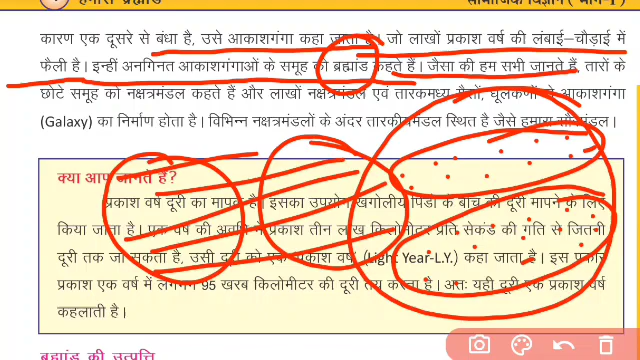 हमारा ब्रह्मांड
सामाजिक विज्ञान (भाग-1)
कारण एक दूसरे से बंधा है, उसे आकाशगंगा कहा जाता है। जो लाखों प्रकाश वर्ष की लंबाई–चौड़ाई में
फैली है। इन्हीं अनगिनत आकाशगंगाओं के समूह को ब्रह्मांड कहते हैं। जैसा की हम सभी जानते हैं, तारों के
छोटे समूह को नक्षत्रमंडल कहते हैं और लाखों नक्षत्रमंडल एवं तारकमध्य गैसों, धूलकणों से आकाशगंगा
(Galaxy) का निर्माण होता है। विभिन्न नक्षत्रमंडलों के अंदर तारकीयमंडल स्थित है जैसे हमारा सौरमंडल।
क्या आप जानते हैं?
प्रकाश वर्ष दूरी का मापक है। इसका उपयोग खगोलीय पिंडों के बीच की दूरी मापने के लिए
किया जाता है। एक वर्ष की अवधि में प्रकाश तीन लाख किलोमीटर प्रति सेकंड की गति से जितनी
दूरी तक जा सकता है, उसी दूरी को एक प्रकाश वर्ष (Light Year-L.Y.) कहा जाता है। इस प्रकार
प्रकाश एक वर्ष में लगभग 95 खरब किलोमीटर की दूरी तय करता है। अतः यही दूरी एक प्रकाश वर्ष
कहलाती है।
ब्रह्मांड की उत्पत्ति